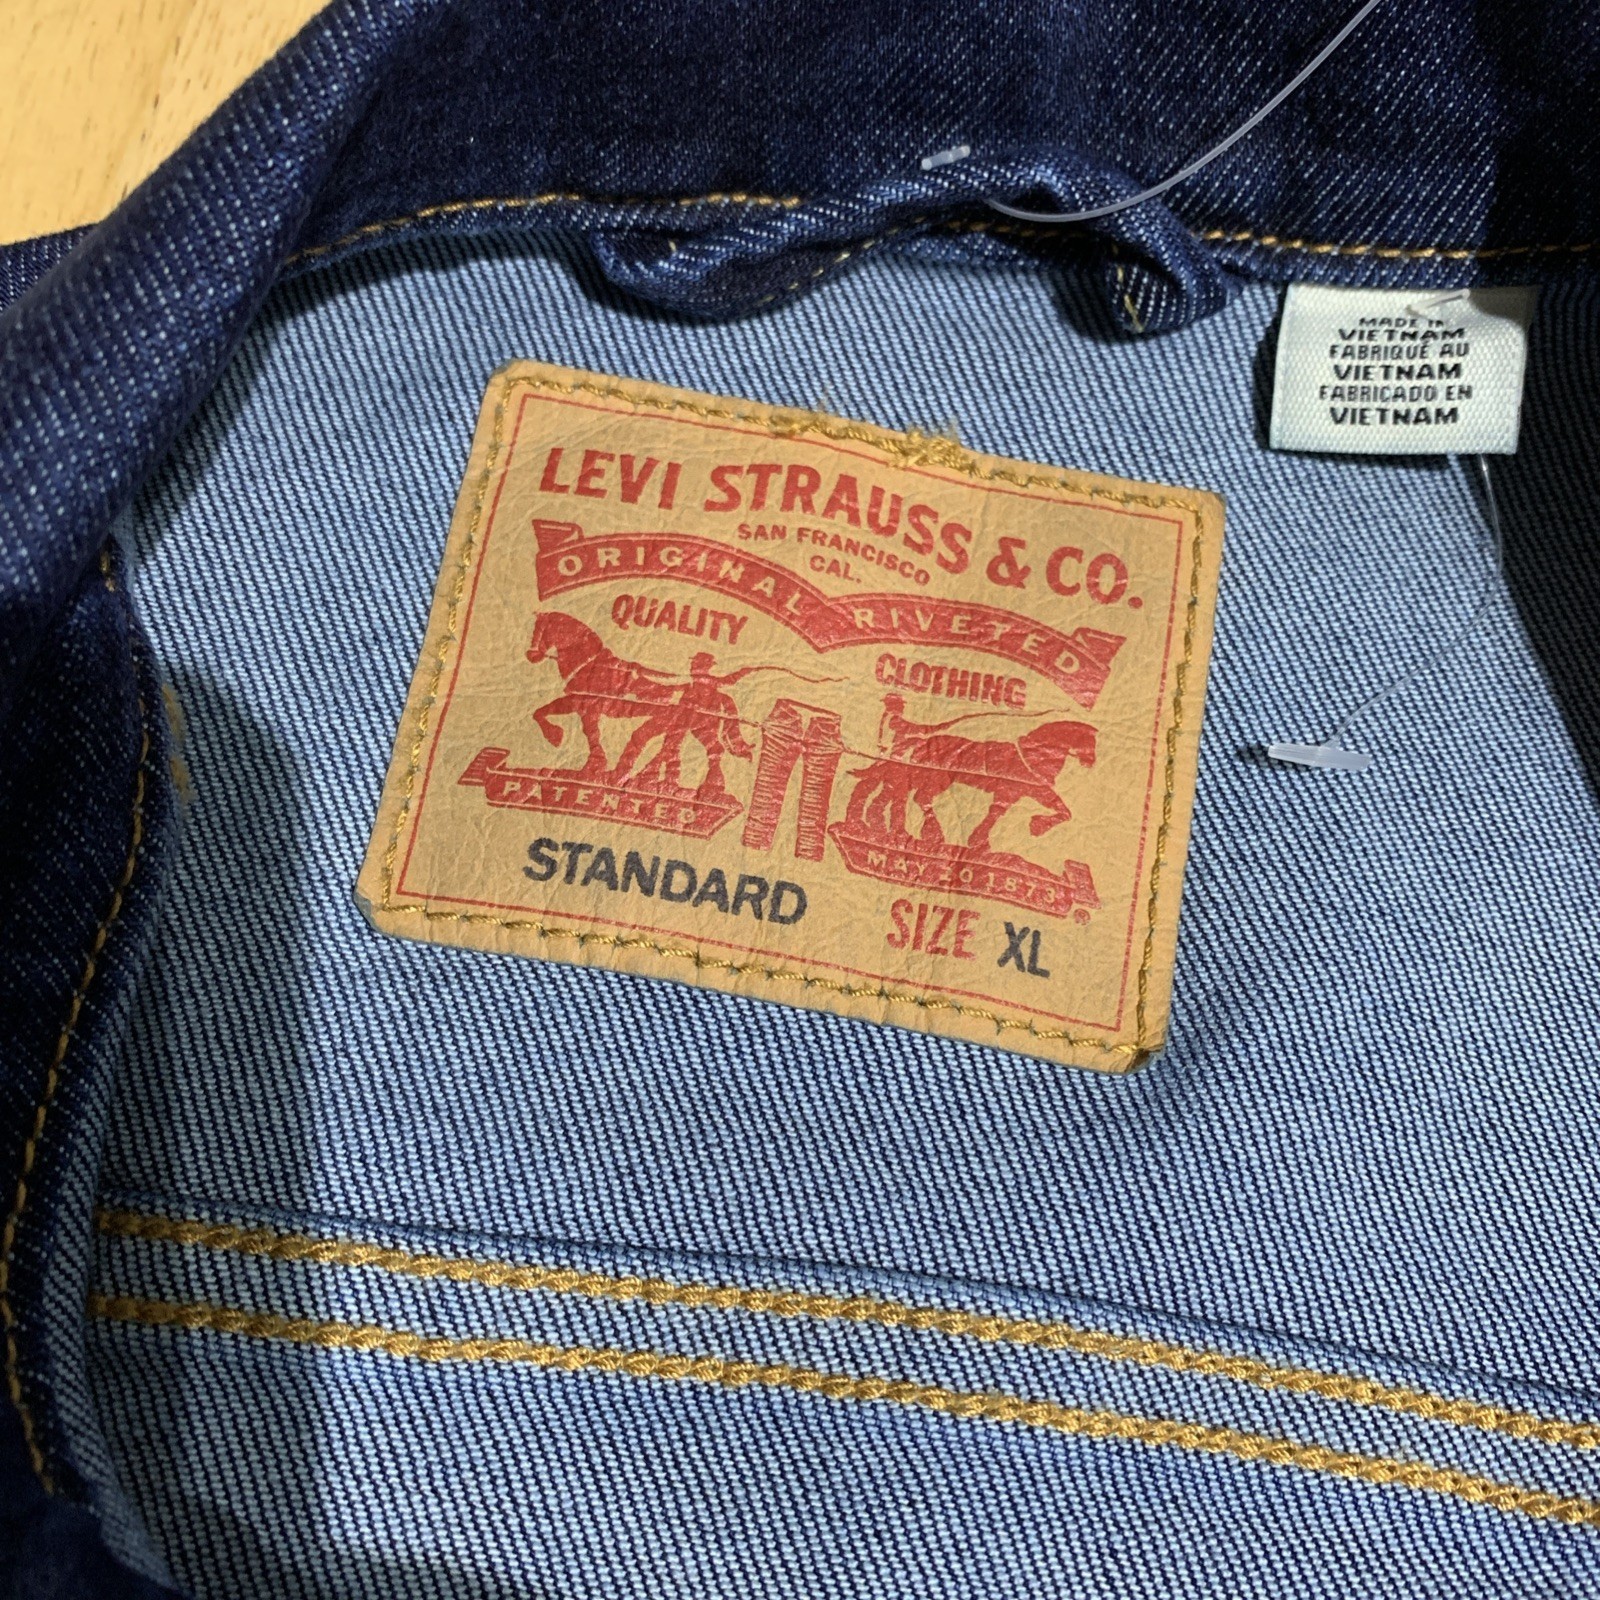 LEVI STRAUSS & CO.
SAN FRANCISCO
CAL.
ORIGINAL RIVETED
QUALITY
CLOTHING
PATENTED
MAY 20 1873
®
STANDARD
SIZE XL
MADE IN
VIETNAM
FABRIQUÉ AU
VIETNAM
FABRICADO EN
VIETNAM